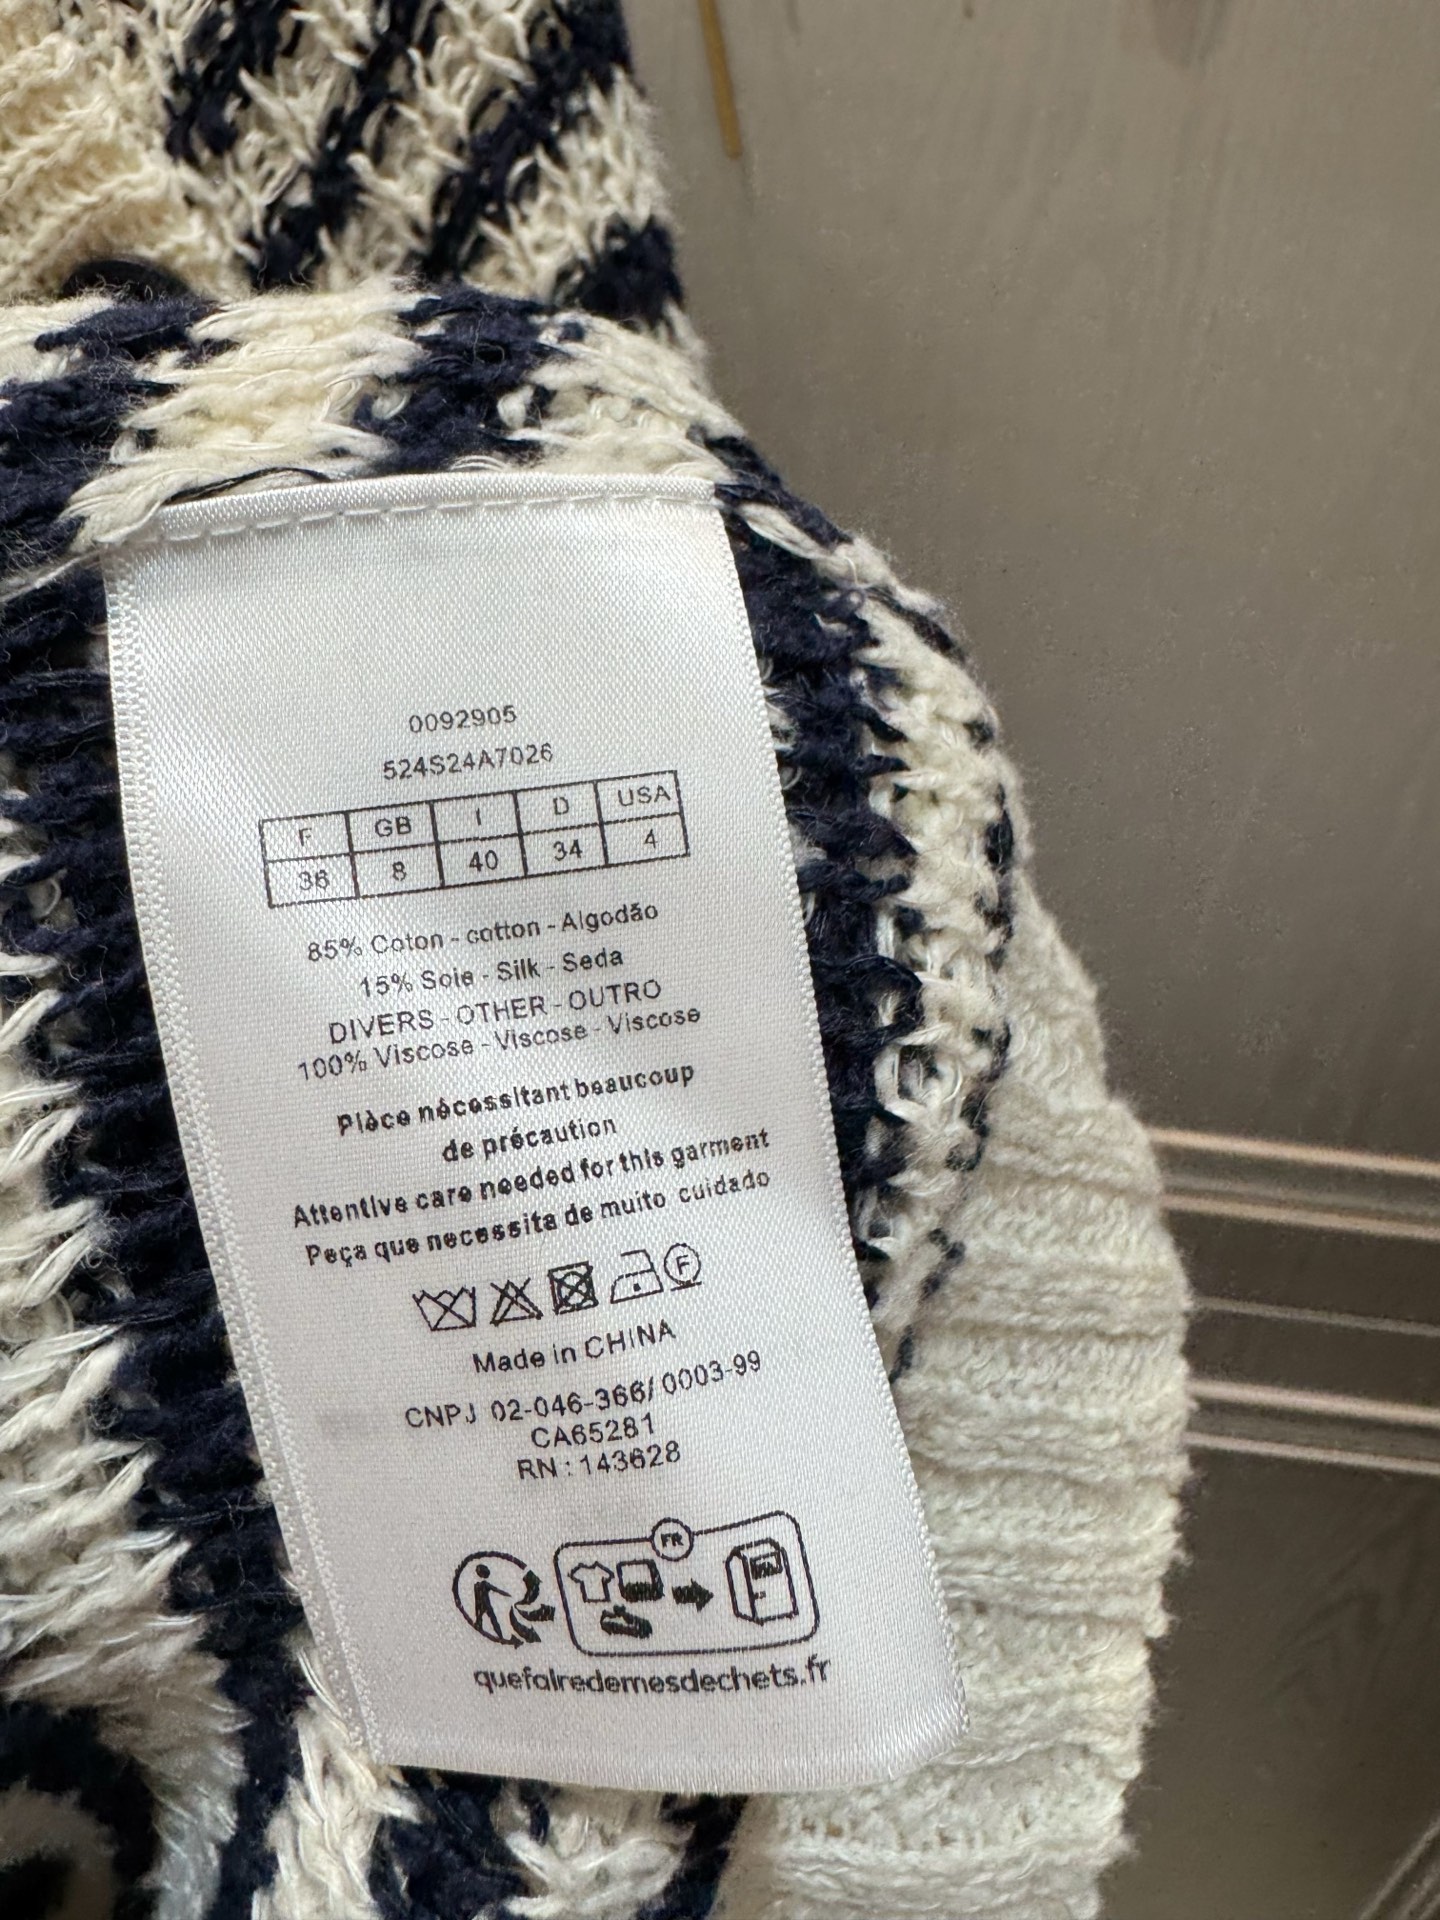 0092905
524S24A7026
F GB I D USA
36 8 40 34 4
85% Coton - cotton - Algodão
15% Soie - Silk - Seda
DIVERS - OTHER - OUTRO
100% Viscose - Viscose - Viscose
Pièce nécessitant beaucoup
de précaution
Attentive care needed for this garment
Peça que necessita de muito cuidado
F
Made in CHINA
CNPJ 02-046-366/0003-99
CA65281
RN : 143628
FR
quefairedemesdechets.fr